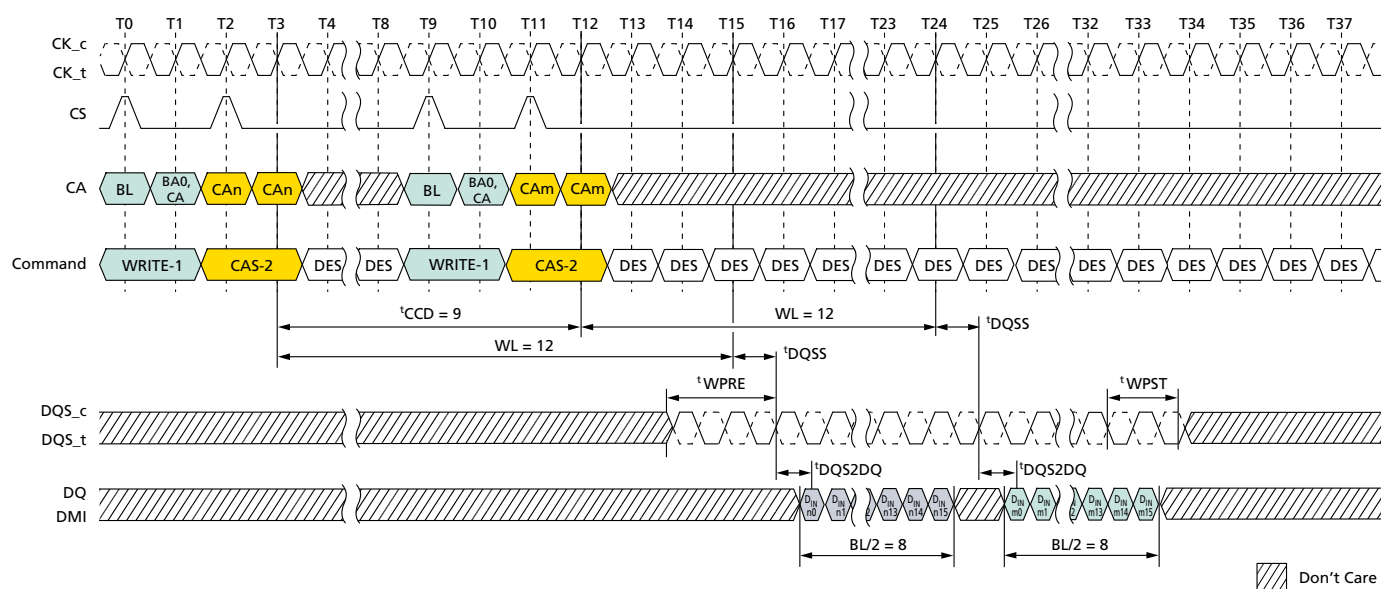 T0 T1 T2 T3 T4 T8 T9 T10 T11 T12 T13 T14 T15 T16 T17 T23 T24 T25 T26 T32 T33 T34 T35 T36 T37
CK_c
CK_t
CS
CA BL BA0, CA CAn CAn BL BA0, CA CAm CAm
Command WRITE-1 CAS-2 DES DES WRITE-1 CAS-2 DES DES DES DES DES DES DES DES DES DES DES DES DES DES DES
tCCD = 9 WL = 12 tDQSS
WL = 12 tDQSS
tWPRE tWPST
DQS_c
DQS_t
tDQS2DQ tDQS2DQ
DQ DIN n0 DIN n1 2 DIN n13 DIN n14 DIN n15 DIN m0 DIN m1 2 DIN m13 DIN m14 DIN m15
DMI
BL/2 = 8 BL/2 = 8
Don't Care